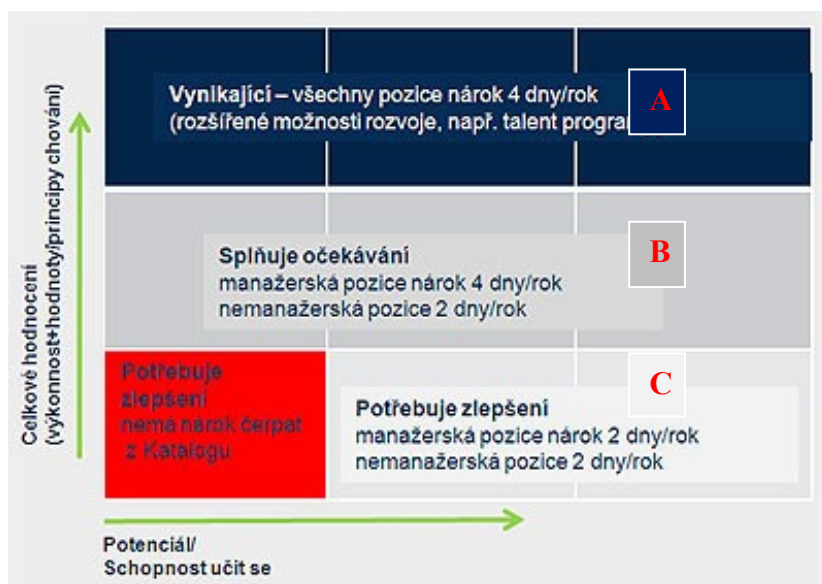 Vynikající – všechny pozice nárok 4 dny/rok
(rozšířené možnosti rozvoje, např. talent program
A
Splňuje očekávání
manažerská pozice nárok 4 dny/rok
nemanažerská pozice 2 dny/rok
B
Potřebuje
zlepšení
nemá nárok čerpat
z Katalogu
Potřebuje zlepšení
manažerská pozice nárok 2 dny/rok
nemanažerská pozice 2 dny/rok
C
Celkové hodnocení
(výkonnost+hodnoty/principy chování)
Potenciál/
Schopnost učit se